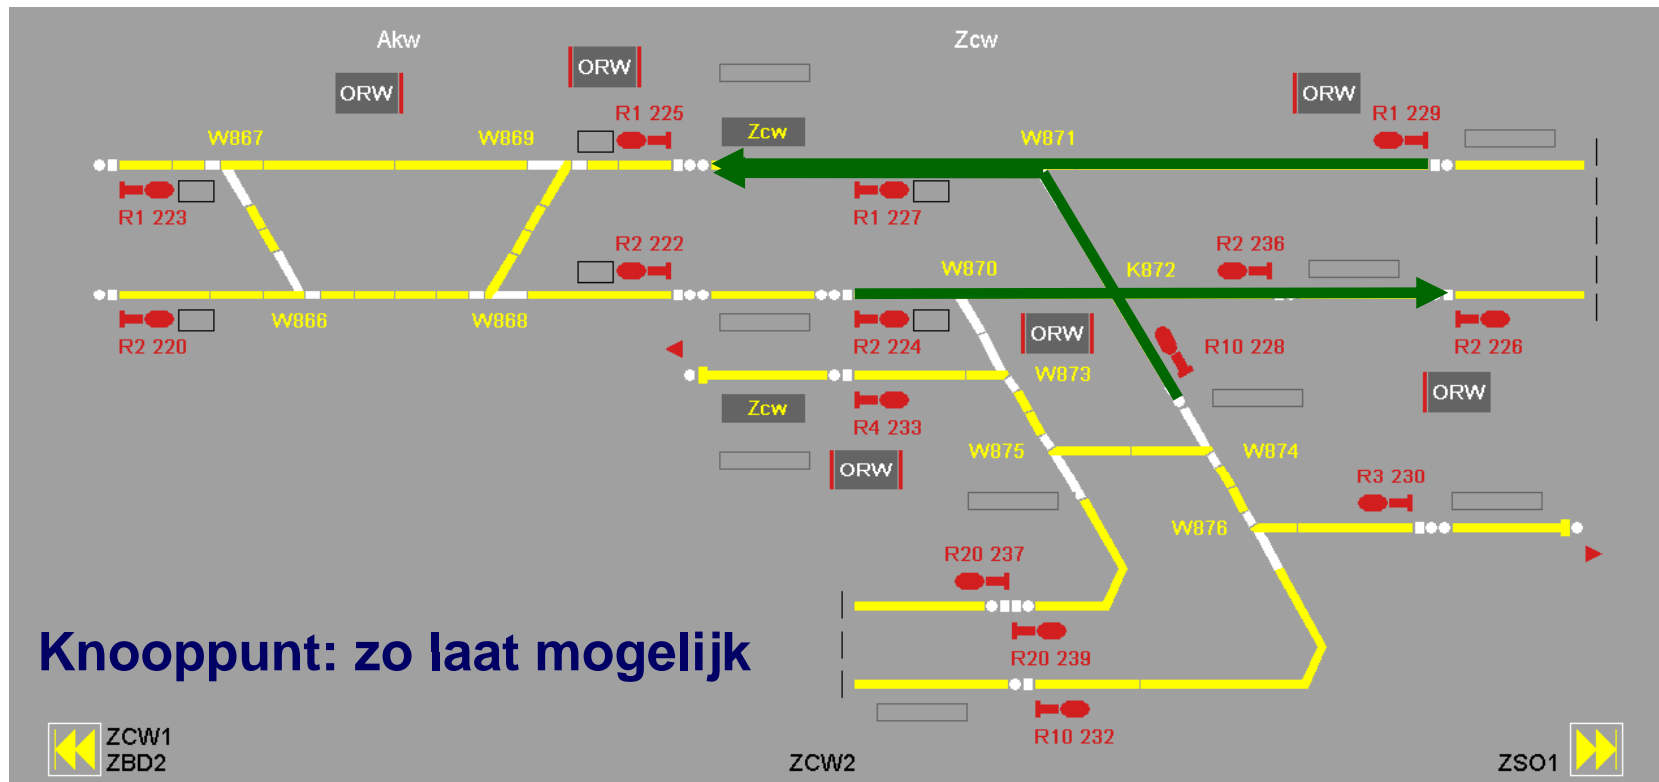 Akw
Zcw
ORW
ORW
ORW
R1 225
R1 229
W867
W869
Zcw
W871
R1 223
R1 227
R2 222
R2 236
W870
K872
W866
W868
R2 220
R2 224
ORW
R10 228
R2 226
W873
Zcw
ORW
R4 233
W875
W874
ORW
R3 230
W876
R20 237
Knooppunt: zo laat mogelijk
R20 239
R10 232
ZCW1
ZBD2
ZCW2
ZSO1